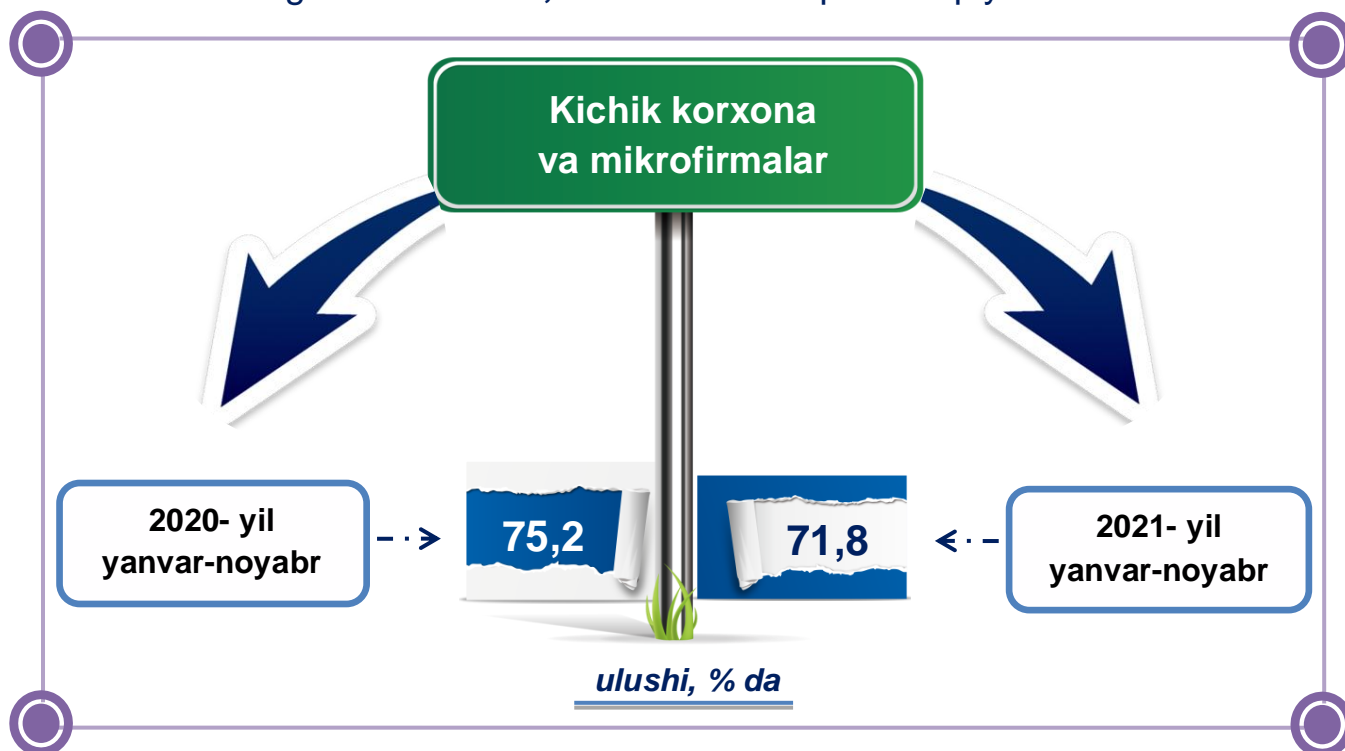 Kichik korxona
va mikrofirmalar
2020- yil
yanvar-noyabr
75,2
71,8
2021- yil
yanvar-noyabr
ulushi, % da